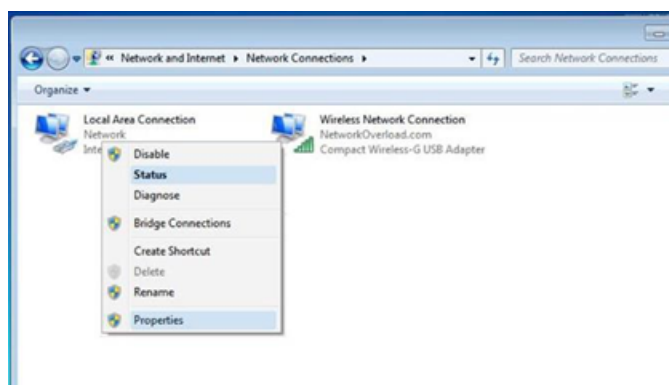 « Network and Internet ▸ Network Connections ▸
Search Network Connections
Organize
Local Area Connection
Network
Inte
Wireless Network Connection
NetworkOverload.com
Compact Wireless-G USB Adapter
Disable
Status
Diagnose
Bridge Connections
Create Shortcut
Delete
Rename
Properties